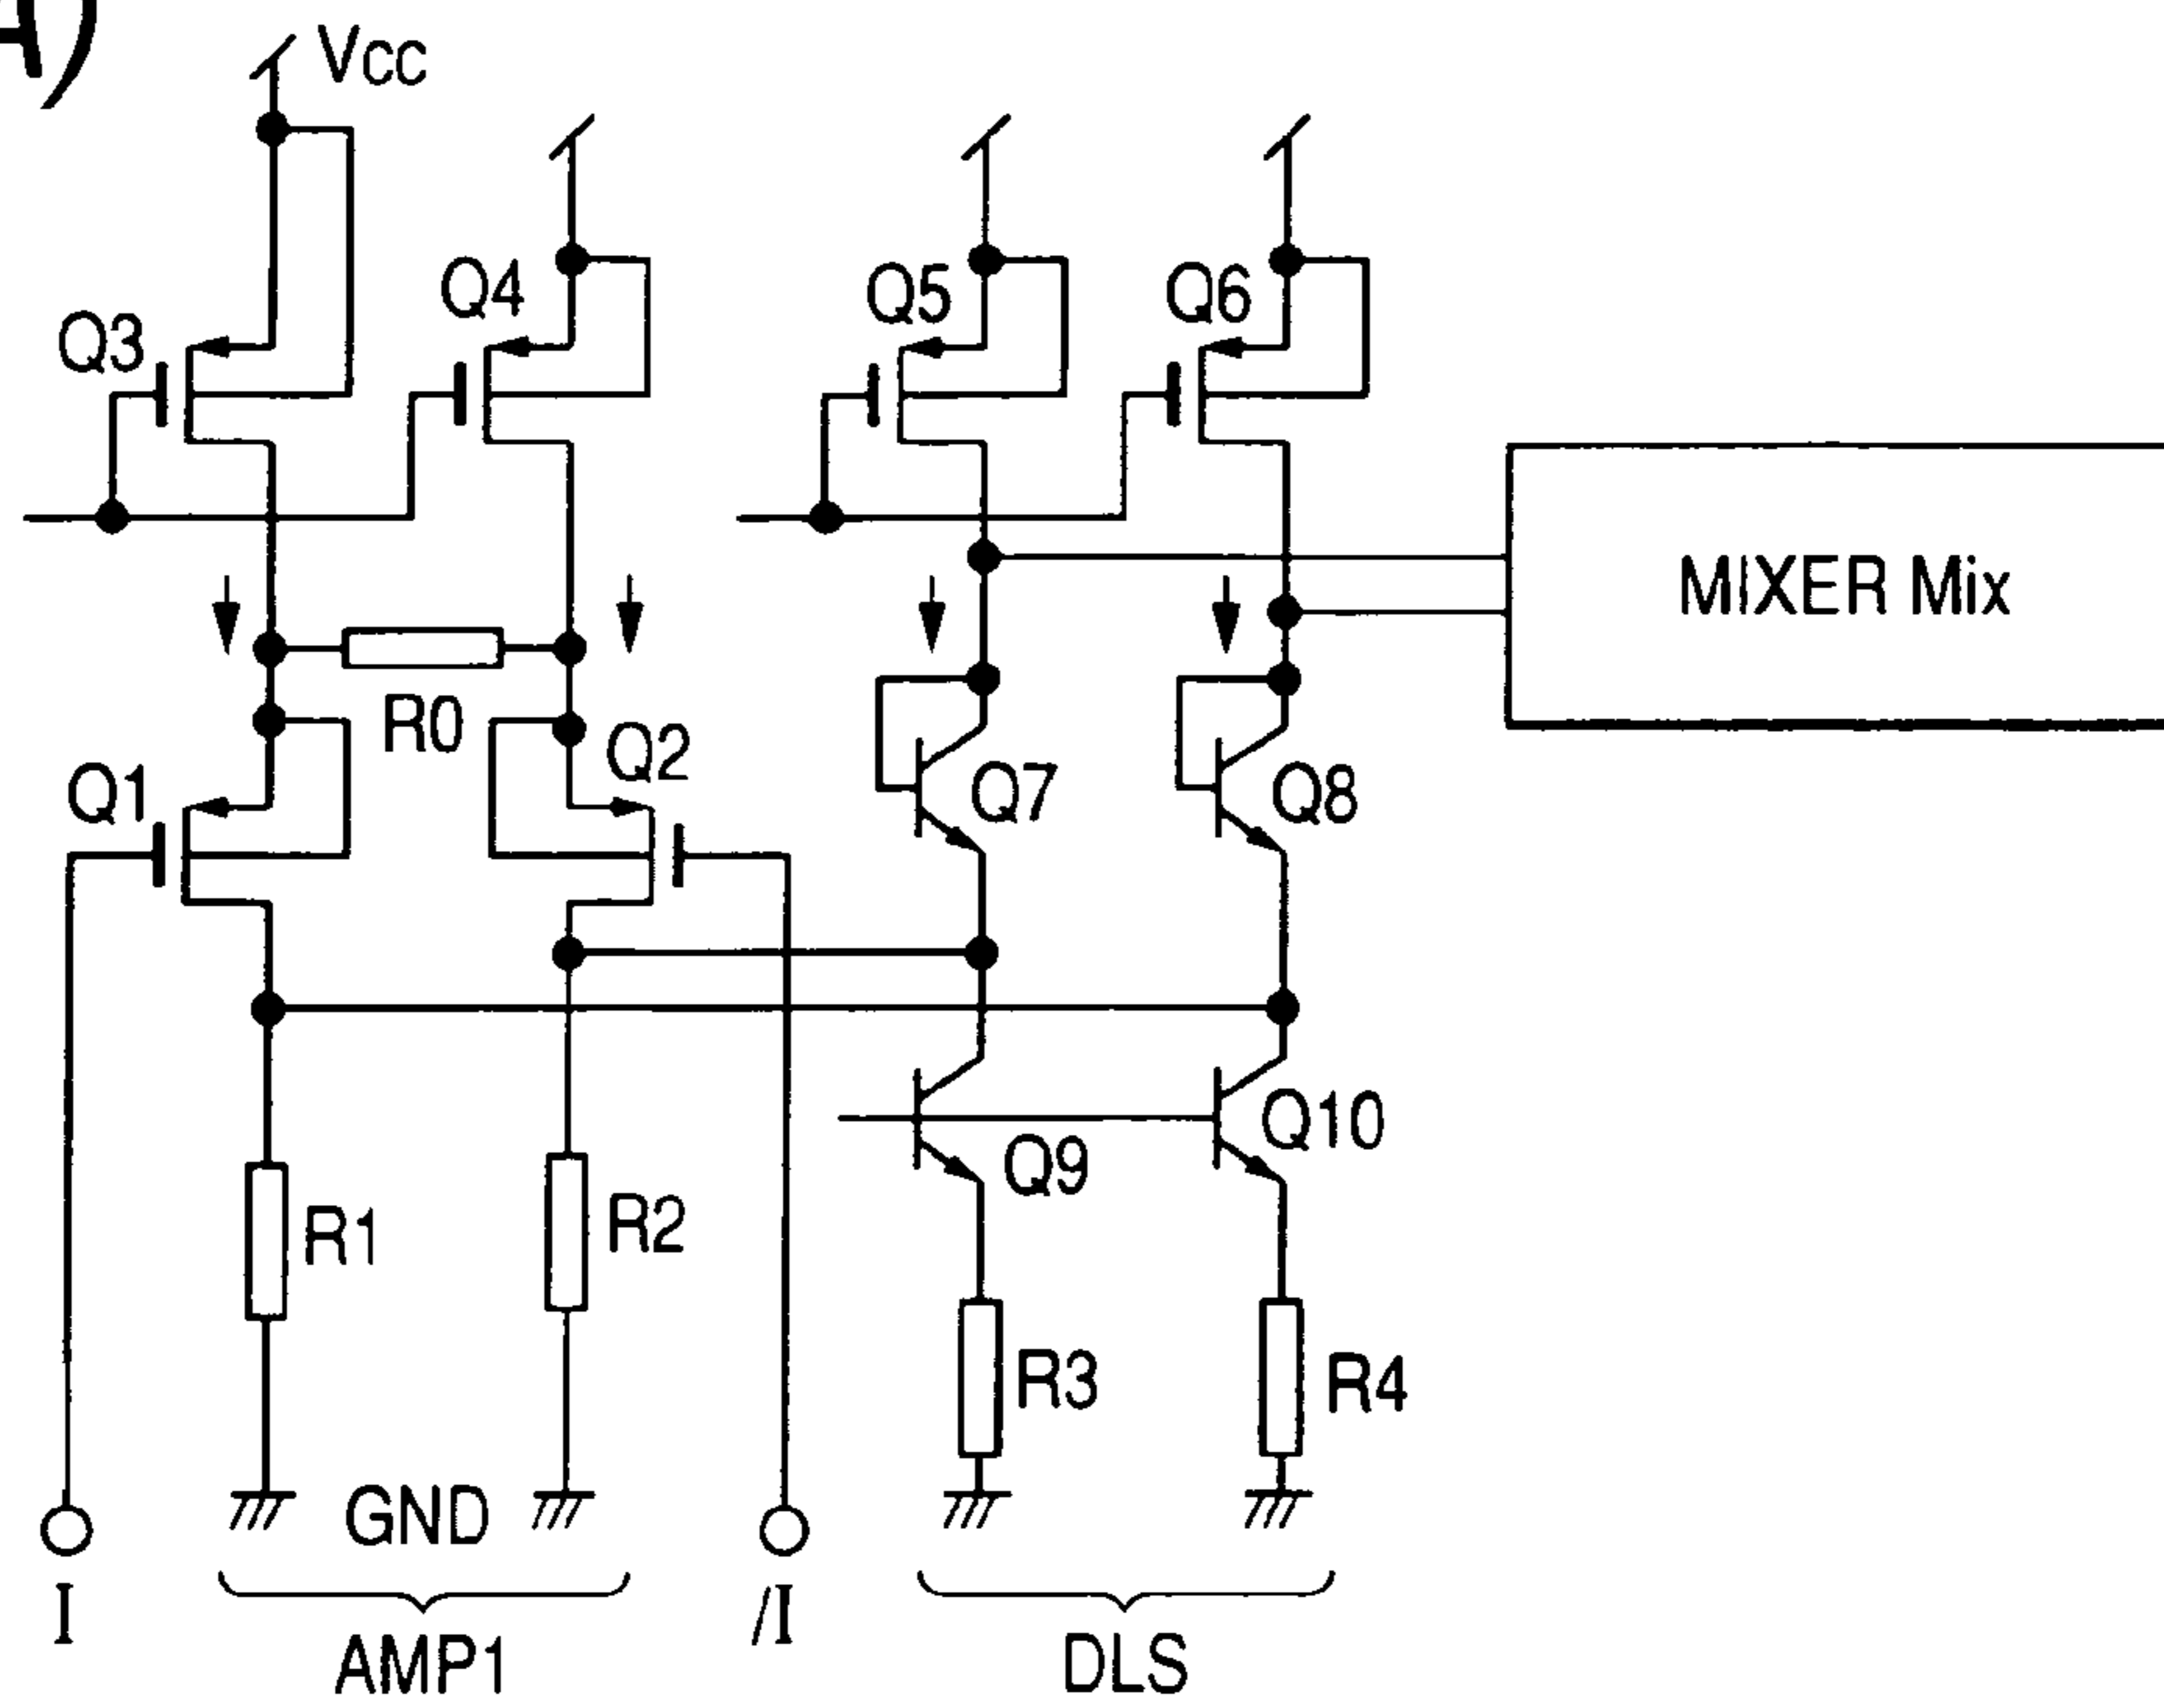 A)
VCC
Q4
Q5
Q6
Q3
MIXER Mix
R0
Q2
Q1
Q7
Q8
Q10
Q9
R1
R2
R3
R4
GND
I
/I
AMP1
DLS